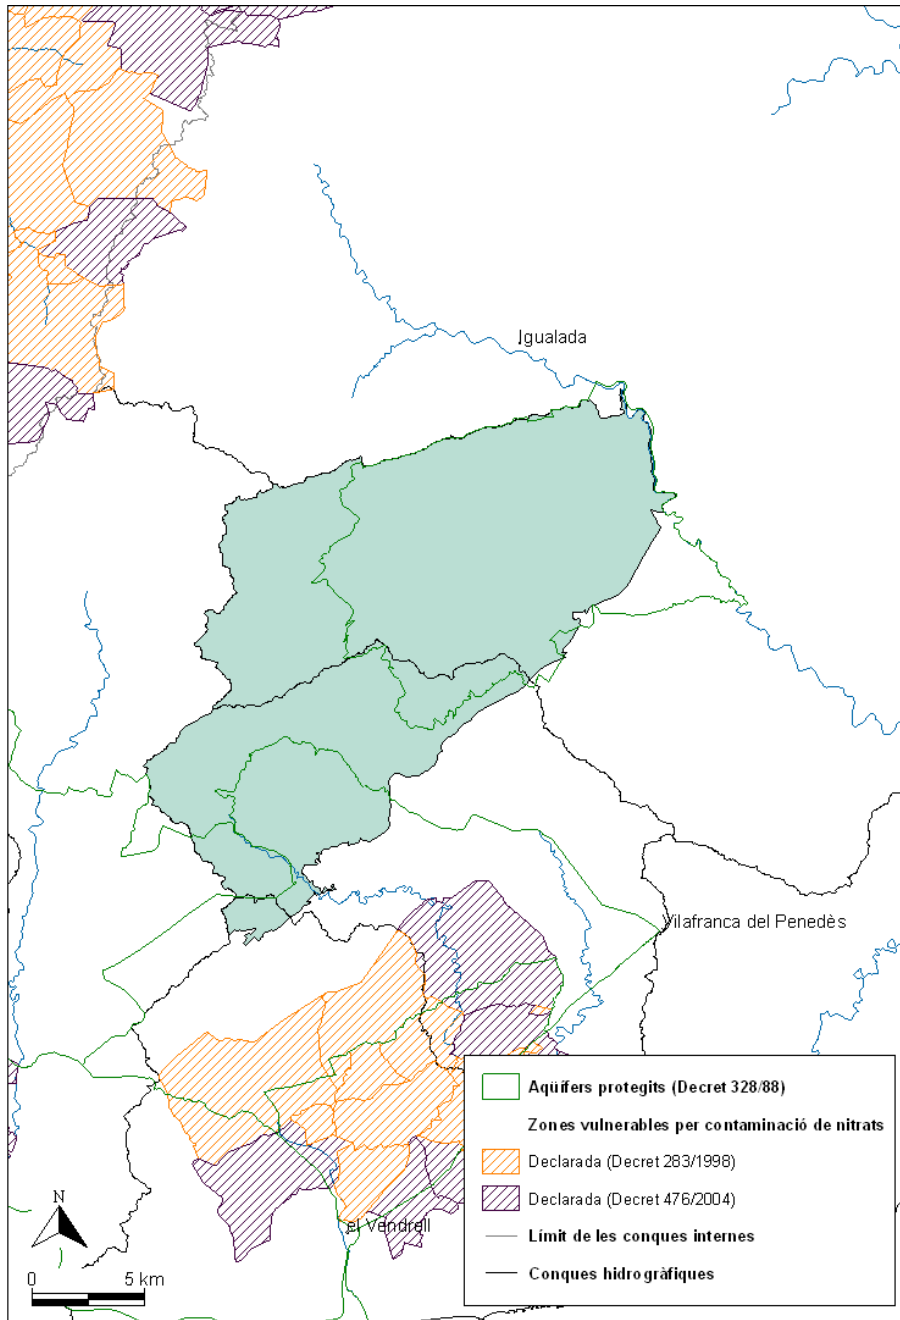 Igualada
Vilafranca del Penedès
el Vendrell
Aqüífers protegits (Decret 328/88)
Zones vulnerables per contaminació de nitrats
Declarada (Decret 283/1998)
Declarada (Decret 476/2004)
Límit de les conques internes
Conques hidrogràfiques
N
0 5 km